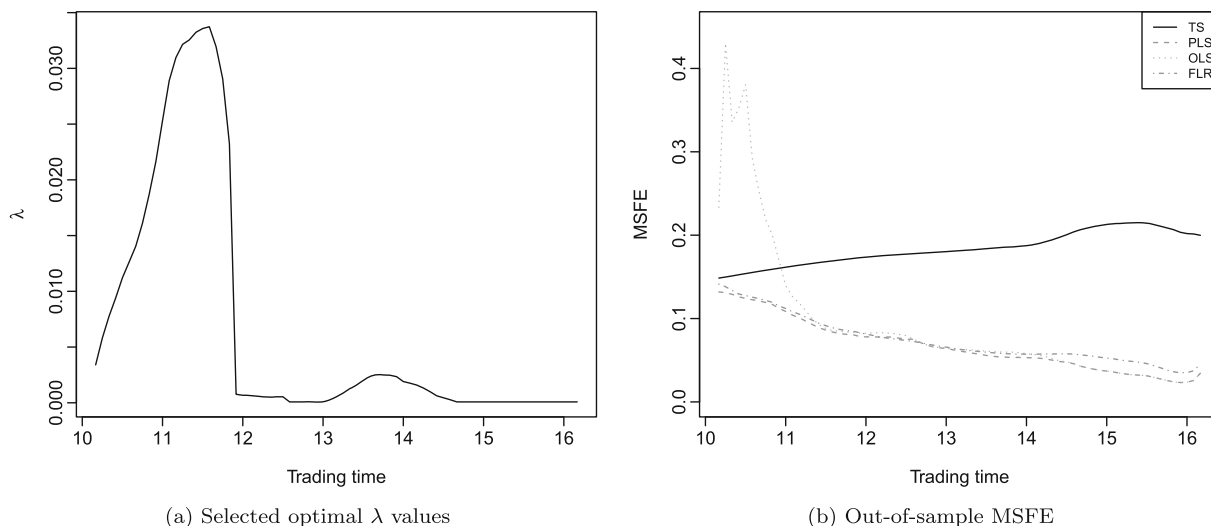 0.030
0.020
0.010
0.000
λ
10 11 12 13 14 15 16
Trading time
(a) Selected optimal λ values
TS
PLS
OLS
FLR
0.4
0.3
0.2
0.1
0.0
MSFE
10 11 12 13 14 15 16
Trading time
(b) Out-of-sample MSFE